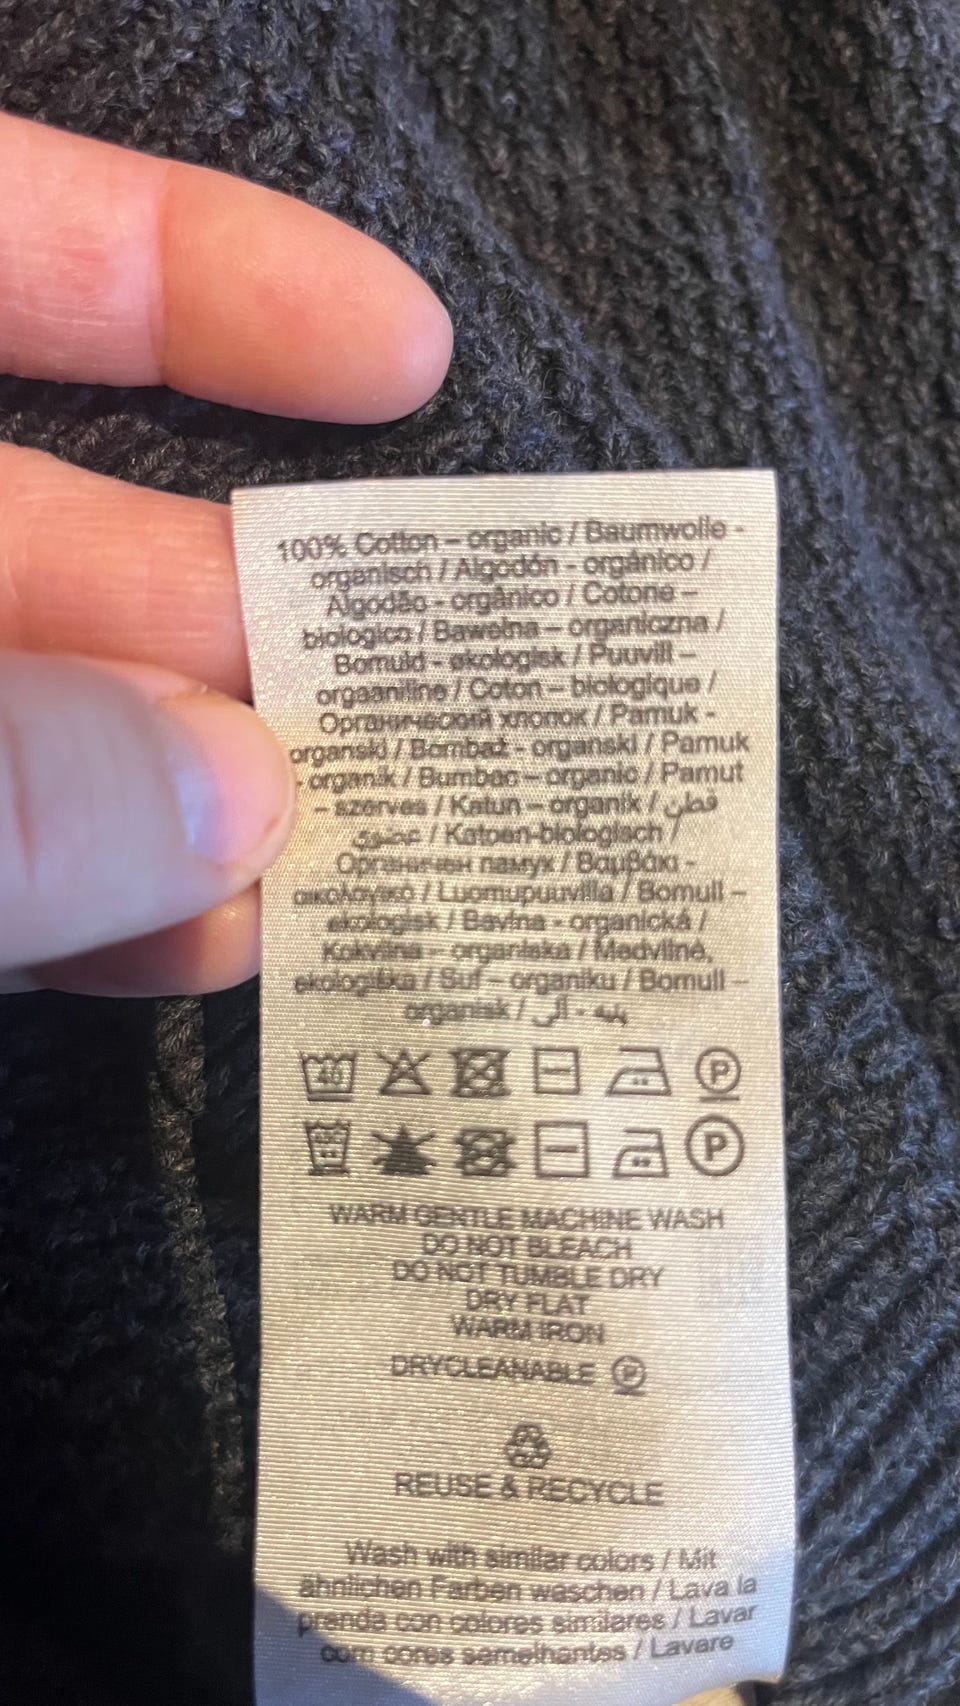 100% Cotton – organic / Baumwolle -
organisch / Algodón - orgánico /
Algodão - orgânico / Cotone –
biologico / Bawełna – organiczna /
Bomuld - økologisk / Puuvill –
orgaaniline / Coton – biologique /
Органический хлопок / Pamuk -
organski / Bombaž - organski / Pamuk
- organik / Bumbac – organic / Pamut
– szerves / Katun – organik / قطن
عضوي / Katoen-biologisch /
Органичен памук / Βαμβάκι -
οικολογικό / Luomupuuvilla / Bomull –
ekologisk / Bavlna - organická /
Kokvilna – organiska / Medvilnė,
ekologiška / Suf – organiku / Bomull –
organisk / پنبه - آلی
40 P
P
WARM GENTLE MACHINE WASH
DO NOT BLEACH
DO NOT TUMBLE DRY
DRY FLAT
WARM IRON
DRYCLEANABLE P
REUSE & RECYCLE
Wash with similar colors / Mit
ähnlichen Farben waschen / Lava la
prenda con colores similares / Lavar
com cores semelhantes / Lavare